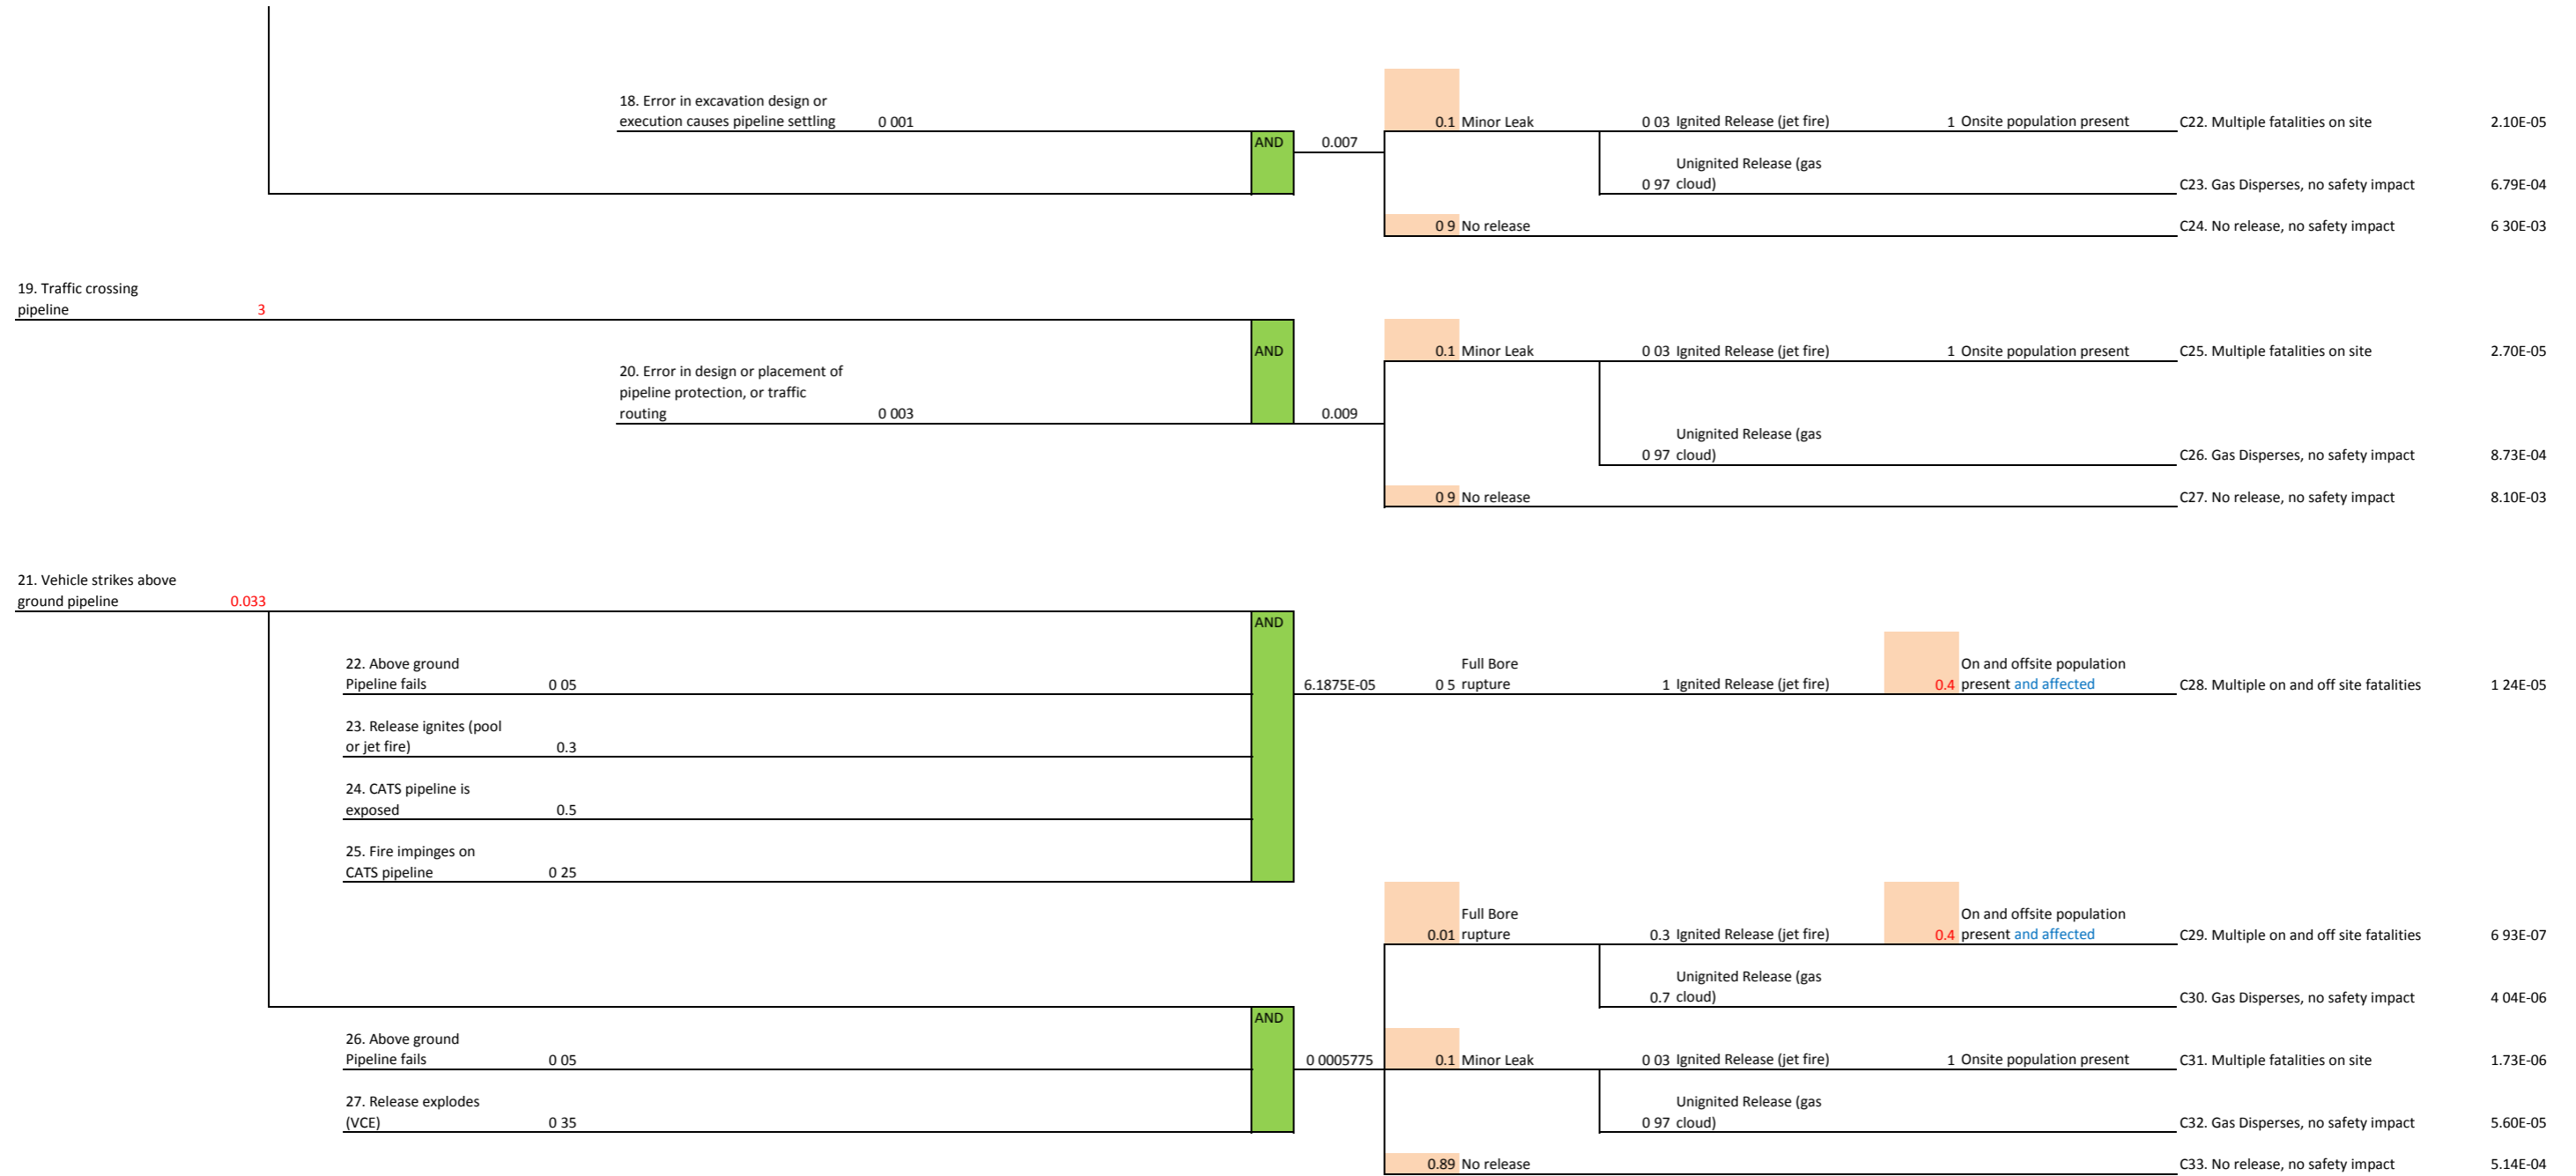 18. Error in excavation design or
execution causes pipeline settling 0 001
AND 0.007
0.1 Minor Leak 0 03 Ignited Release (jet fire) 1 Onsite population present C22. Multiple fatalities on site 2.10E-05
Unignited Release (gas
0 97 cloud) C23. Gas Disperses, no safety impact 6.79E-04
0 9 No release C24. No release, no safety impact 6 30E-03
19. Traffic crossing
pipeline 3
AND 0.1 Minor Leak 0 03 Ignited Release (jet fire) 1 Onsite population present C25. Multiple fatalities on site 2.70E-05
20. Error in design or placement of
pipeline protection, or traffic
routing 0 003 0.009
Unignited Release (gas
0 97 cloud) C26. Gas Disperses, no safety impact 8.73E-04
0 9 No release C27. No release, no safety impact 8.10E-03
21. Vehicle strikes above
ground pipeline 0.033
AND
22. Above ground Full Bore On and offsite population
Pipeline fails 0 05 6.1875E-05 0 5 rupture 1 Ignited Release (jet fire) 0.4 present and affected C28. Multiple on and off site fatalities 1 24E-05
23. Release ignites (pool
or jet fire) 0.3
24. CATS pipeline is
exposed 0.5
25. Fire impinges on
CATS pipeline 0 25
Full Bore On and offsite population
0.01 rupture 0.3 Ignited Release (jet fire) 0.4 present and affected C29. Multiple on and off site fatalities 6 93E-07
Unignited Release (gas
0.7 cloud) C30. Gas Disperses, no safety impact 4 04E-06
AND
26. Above ground
Pipeline fails 0 05 0 0005775 0.1 Minor Leak 0 03 Ignited Release (jet fire) 1 Onsite population present C31. Multiple fatalities on site 1.73E-06
27. Release explodes Unignited Release (gas
(VCE) 0 35 0 97 cloud) C32. Gas Disperses, no safety impact 5.60E-05
0.89 No release C33. No release, no safety impact 5.14E-04